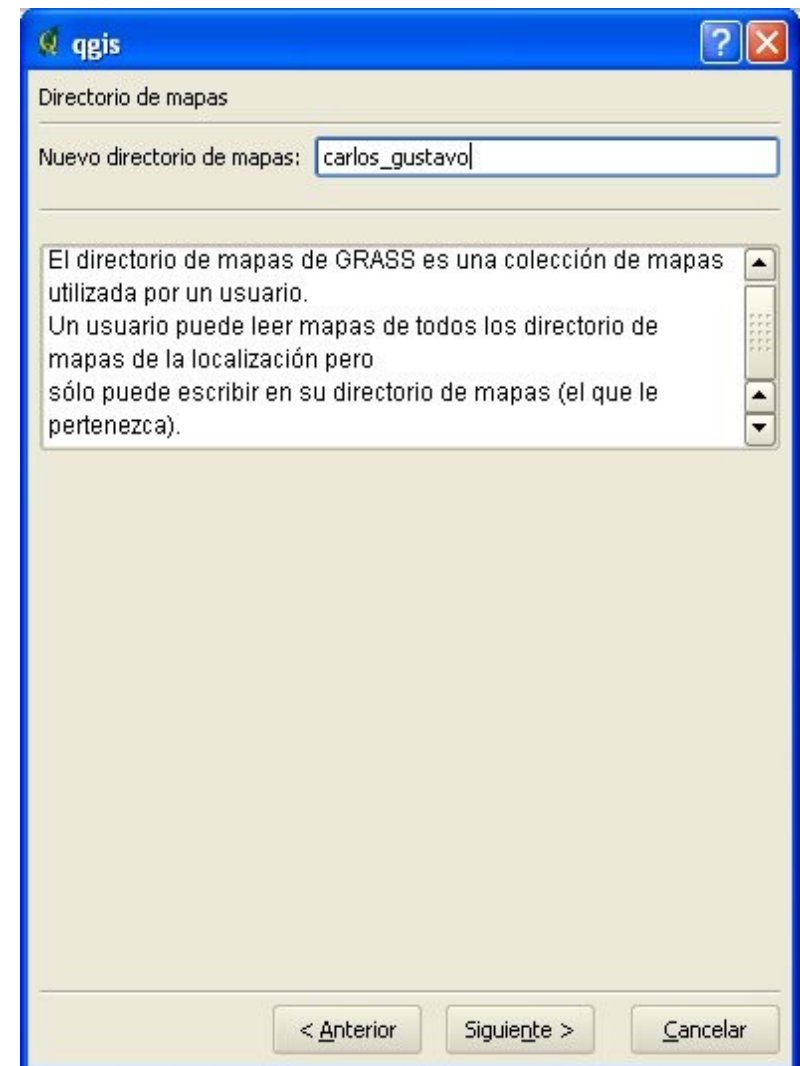 qgis
Directorio de mapas
Nuevo directorio de mapas: carlos_gustavo
El directorio de mapas de GRASS es una colección de mapas
utilizada por un usuario.
Un usuario puede leer mapas de todos los directorio de
mapas de la localización pero
sólo puede escribir en su directorio de mapas (el que le
pertenezca).
< Anterior Siguiente > Cancelar